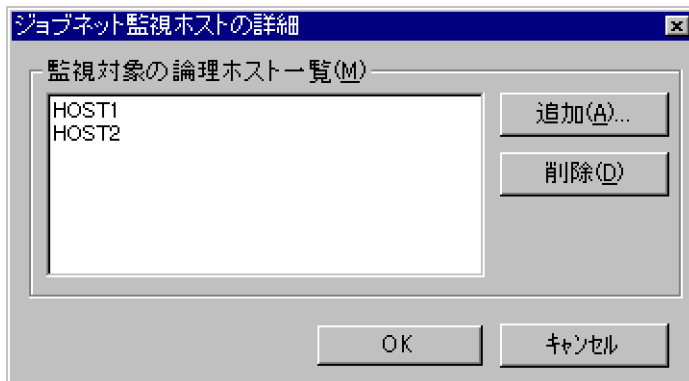 ジョブネット監視ホストの詳細
監視対象の論理ホスト一覧(M)
HOST1
HOST2
追加(A)...
削除(D)
OK
キャンセル